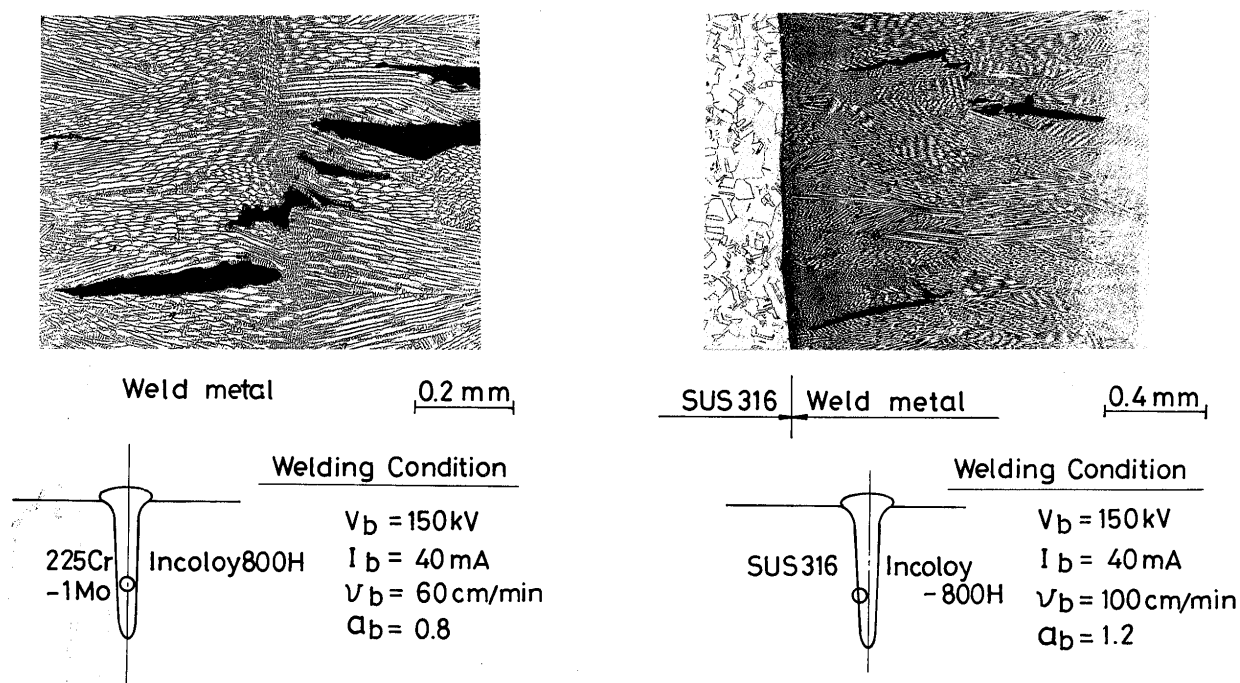 Weld metal
0.2 mm
Welding Condition
225Cr
-1Mo
Incoloy800H
Vb = 150kV
Ib = 40mA
νb = 60cm/min
ab = 0.8
SUS316
Weld metal
0.4 mm
Welding Condition
SUS316
Incoloy
-800H
Vb = 150kV
Ib = 40mA
νb = 100cm/min
ab = 1.2